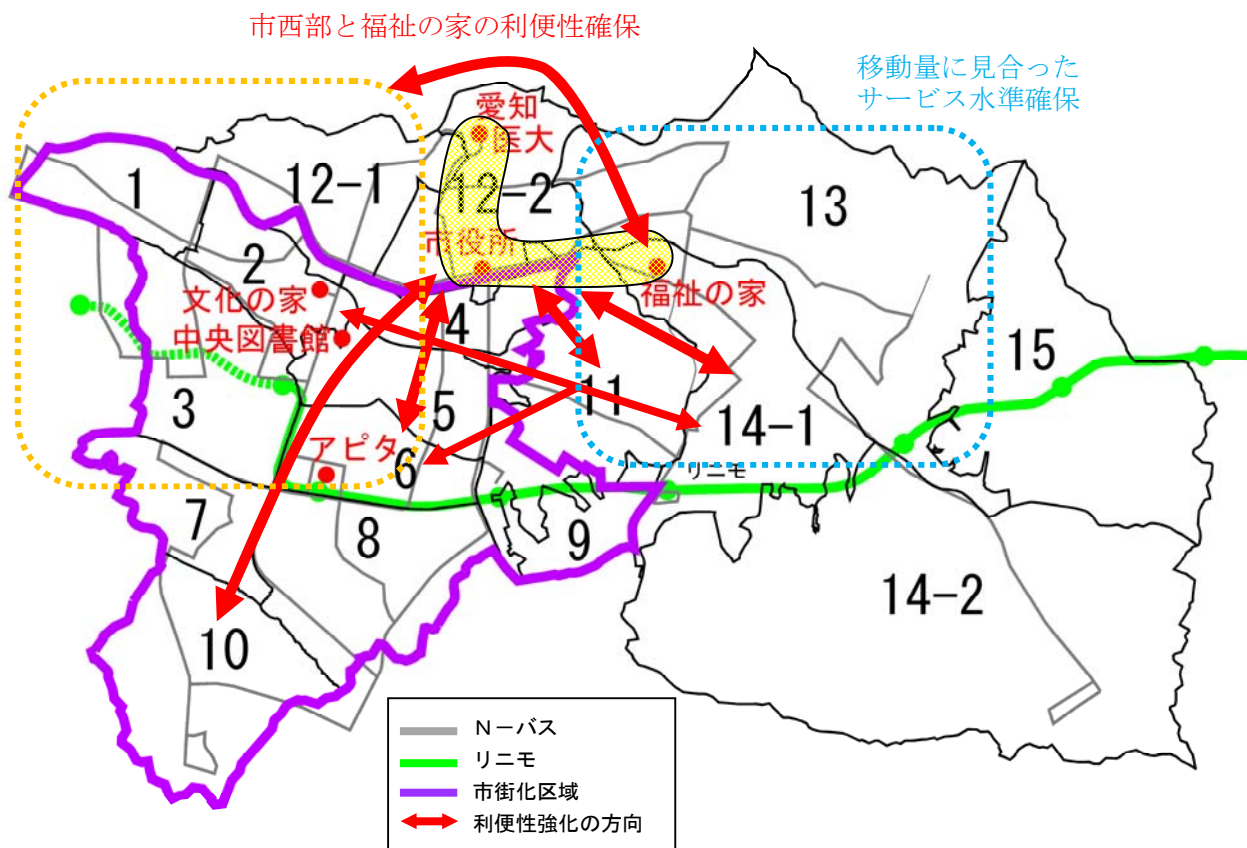 市西部と福祉の家の利便性確保
移動量に見合った
サービス水準確保
愛知
医大
1
12-1
12-2
13
2
市役所
文化の家
福祉の家
中央図書館
4
15
3
5
11
14-1
アピタ
6
リニモ
7
8
9
14-2
10
N-バス
リニモ
市街化区域
利便性強化の方向